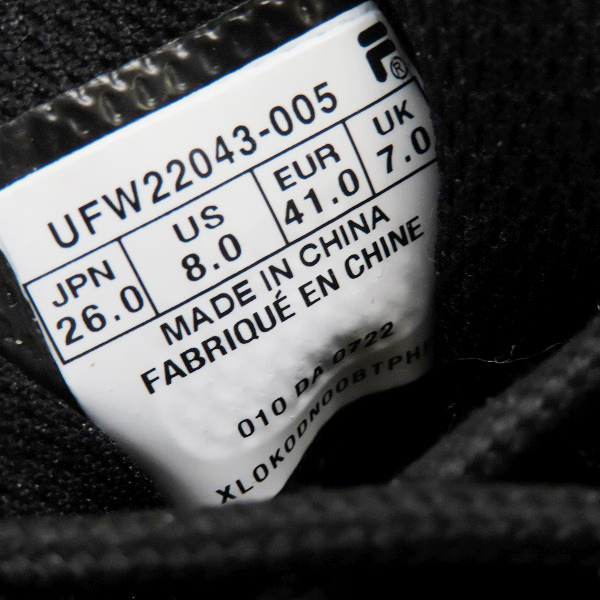 F®
UFW22043-005
JPN US EUR UK
26.0 8.0 41.0 7.0
MADE IN CHINA
FABRIQUÉ EN CHINE
010 DA 0722